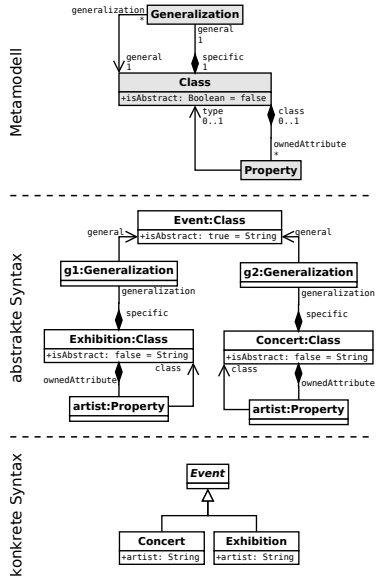 Metamodell
generalization
*
Generalization
general
1
general
1
specific
1
Class
+isAbstract: Boolean = false
type
0..1
class
0..1
ownedAttribute
*
Property
abstrakte Syntax
Event:Class
+isAbstract: true = String
general
general
g1:Generalization
g2:Generalization
generalization
generalization
specific
specific
Exhibition:Class
+isAbstract: false = String
Concert:Class
+isAbstract: false = String
ownedAttribute
class
class
ownedAttribute
artist:Property
artist:Property
konkrete Syntax
Event
Concert
+artist: String
Exhibition
+artist: String